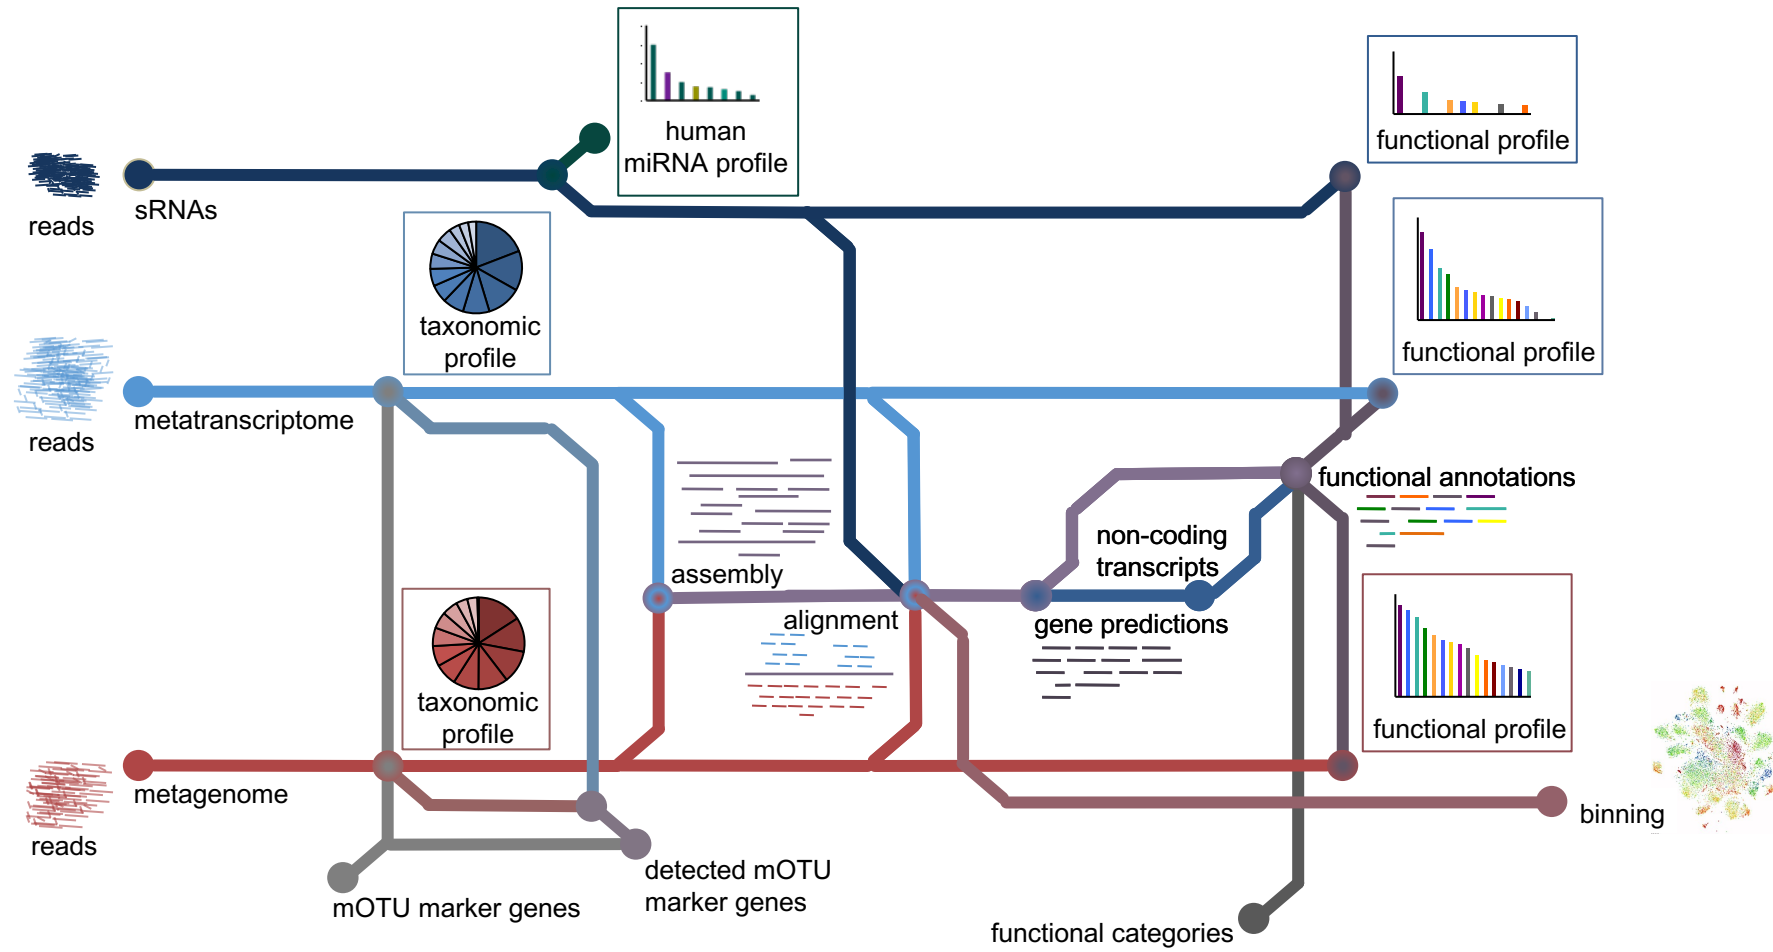 human
miRNA profile
functional profile
reads
sRNAs
taxonomic
profile
functional profile
reads
metatranscriptome
functional annotations
non-coding
transcripts
assembly
alignment
gene predictions
taxonomic
profile
functional profile
reads
metagenome
binning
detected mOTU
marker genes
mOTU marker genes
functional categories